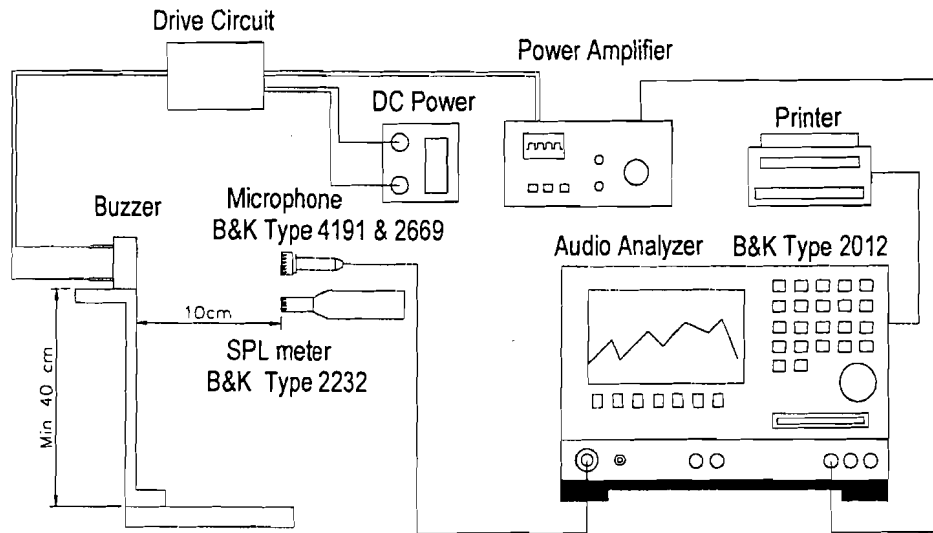 Drive Circuit
Power Amplifier
DC Power
Printer
Buzzer
Microphone
B&K Type 4191 & 2669
Audio Analyzer B&K Type 2012
10cm
SPL meter
B&K Type 2232
Min 40 cm